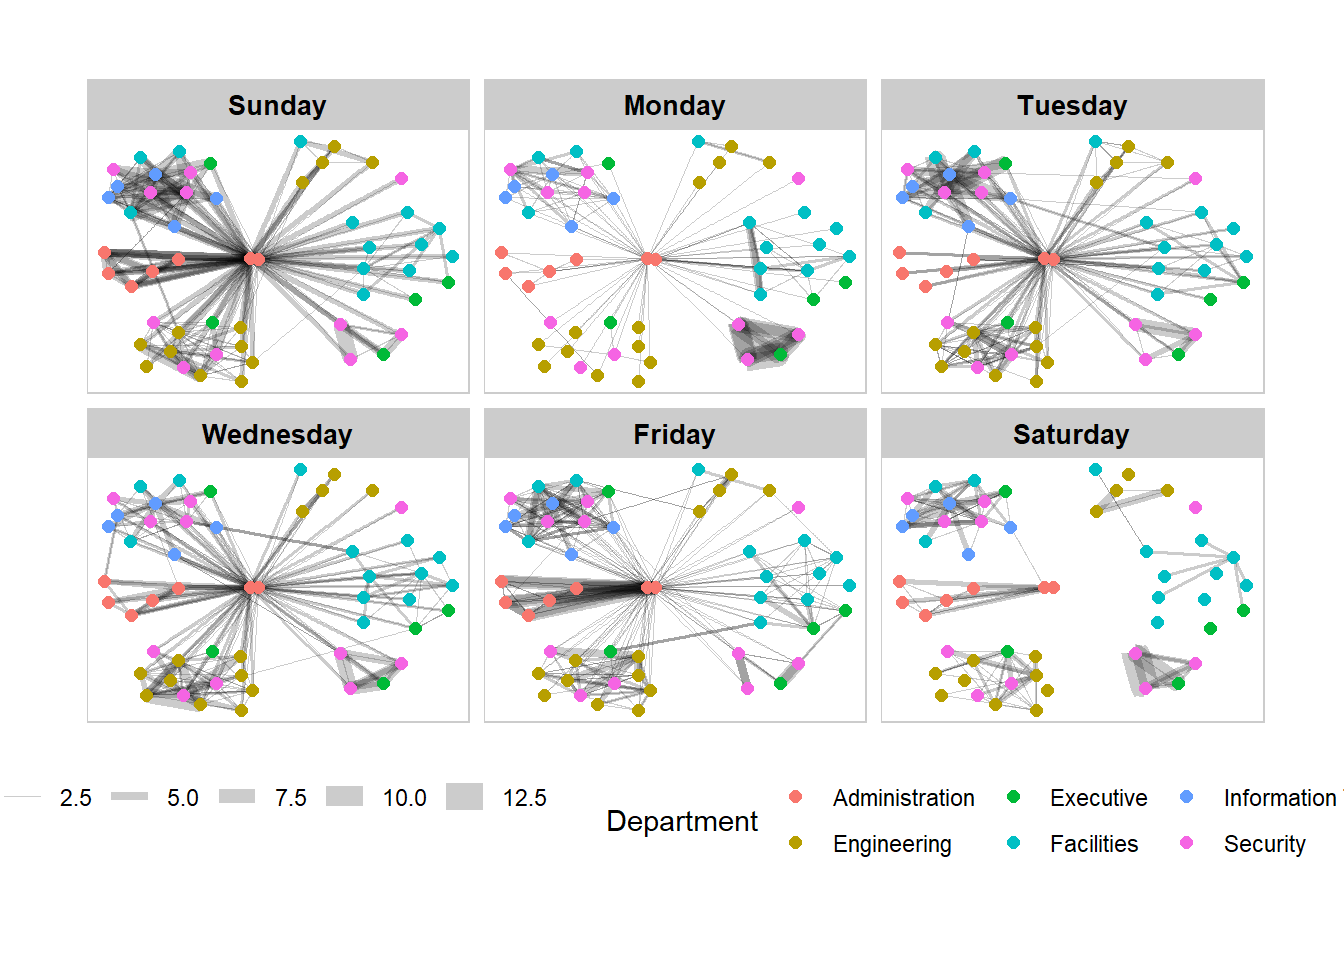 Sunday Monday Tuesday
Wednesday Friday Saturday
2.5 5.0 7.5 10.0 12.5
Department
Administration Executive Information
Engineering Facilities Security